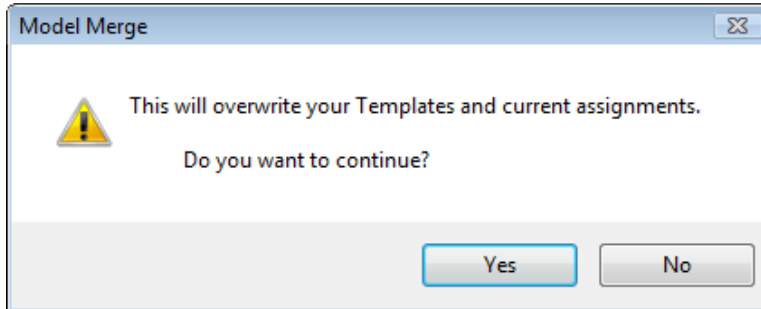 Model Merge
This will overwrite your Templates and current assignments.
Do you want to continue?
Yes
No